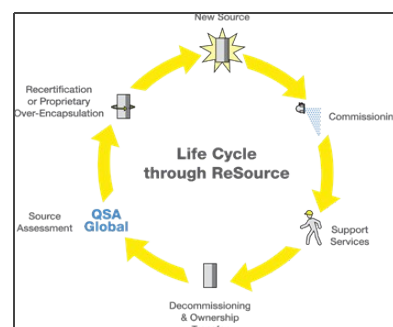 New Source
Recertification
or Proprietary
Over-Encapsulation
Commissionin
Life Cycle
through ReSource
Source
Assessment
QSA
Global
Support
Services
Decommissioning
& Ownership